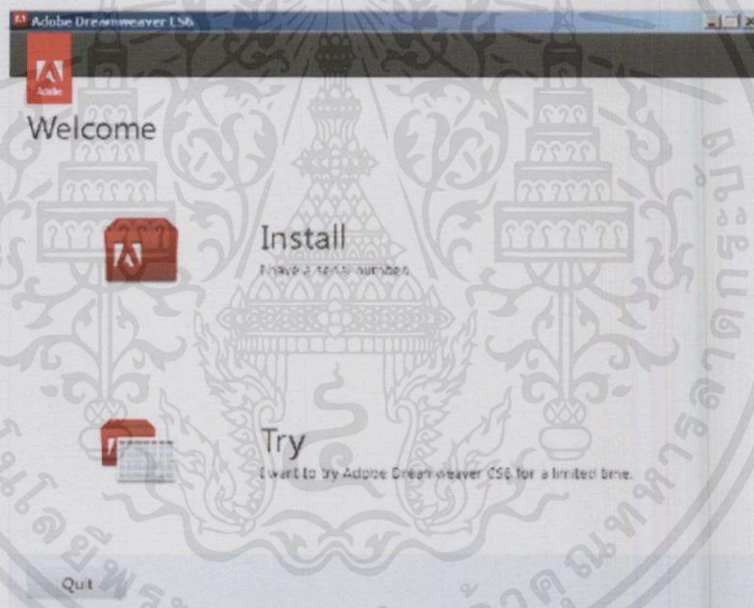 Adobe Dreamweaver CS6
Adobe
Welcome
Install
I have a serial number.
Try
I want to try Adobe Dreamweaver CS6 for a limited time.
Quit